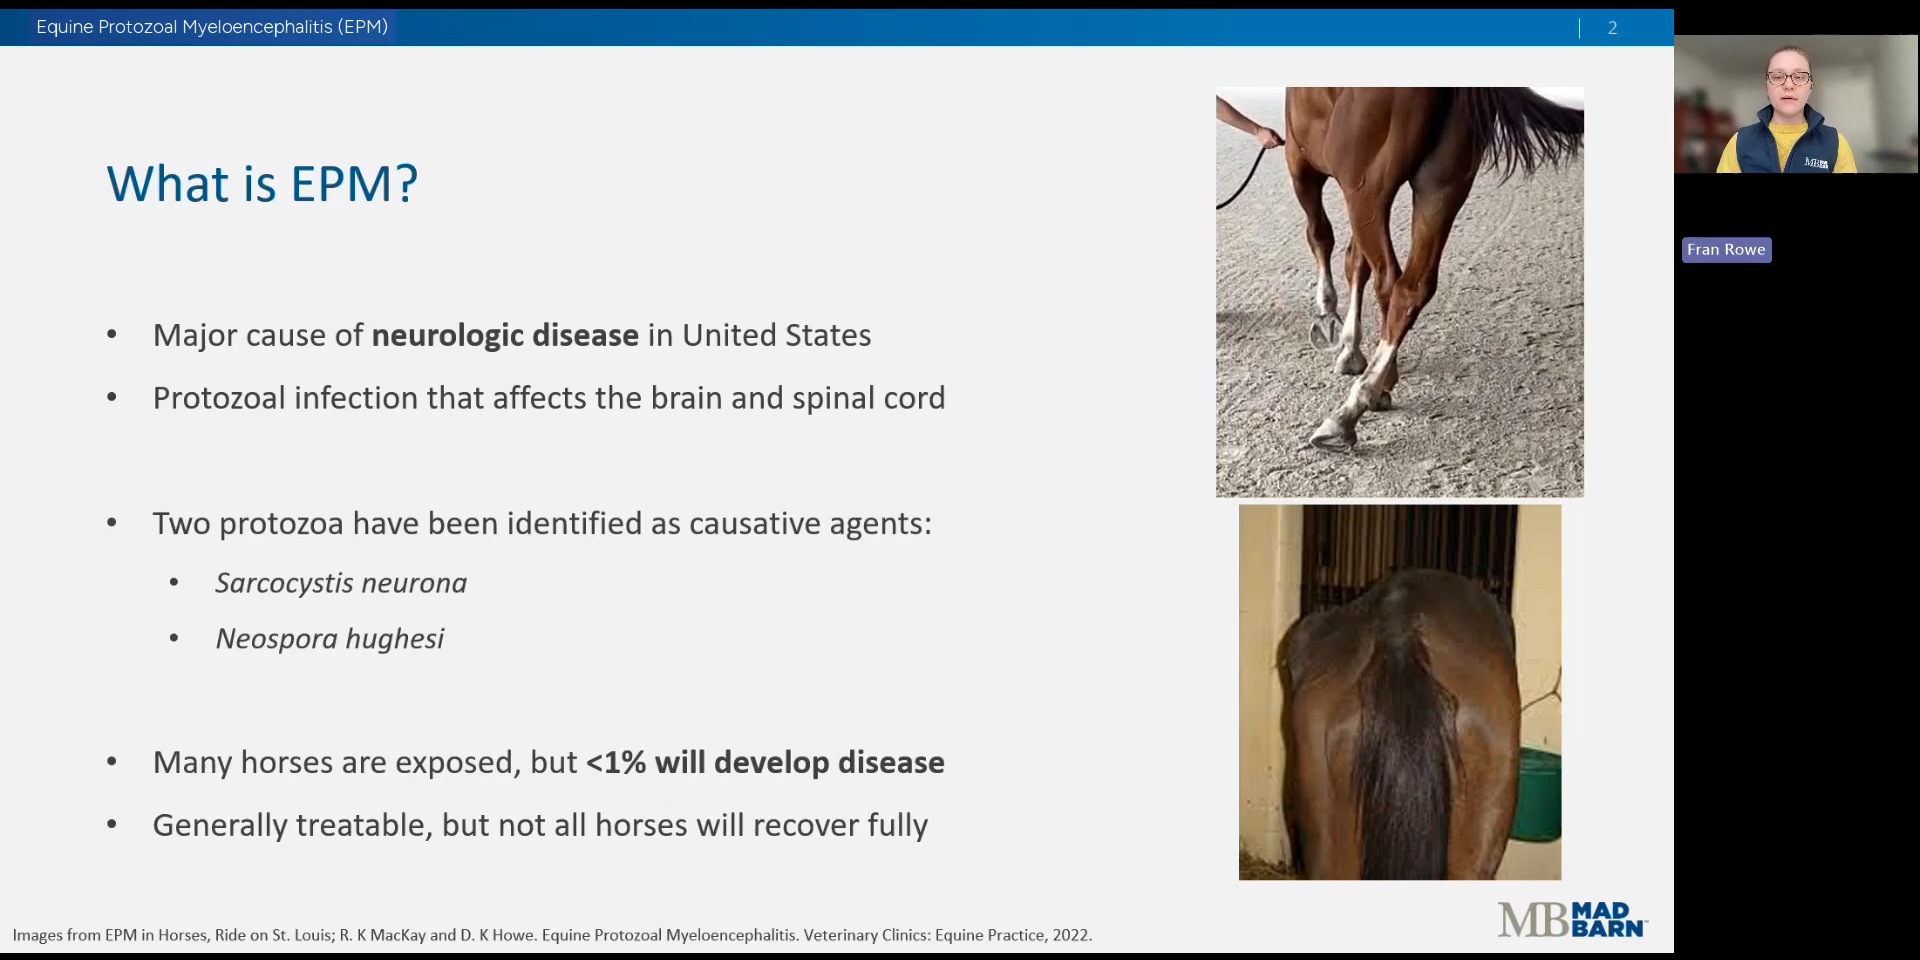 Equine Protozoal Myeloencephalitis (EPM)
2
What is EPM?
• Major cause of neurologic disease in United States
• Protozoal infection that affects the brain and spinal cord
• Two protozoa have been identified as causative agents:
• Sarcocystis neurona
• Neospora hughesi
• Many horses are exposed, but <1% will develop disease
• Generally treatable, but not all horses will recover fully
Images from EPM in Horses, Ride on St. Louis; R. K MacKay and D. K Howe. Equine Protozoal Myeloencephalitis. Veterinary Clinics: Equine Practice, 2022.
MB MAD
BARN
Fran Rowe